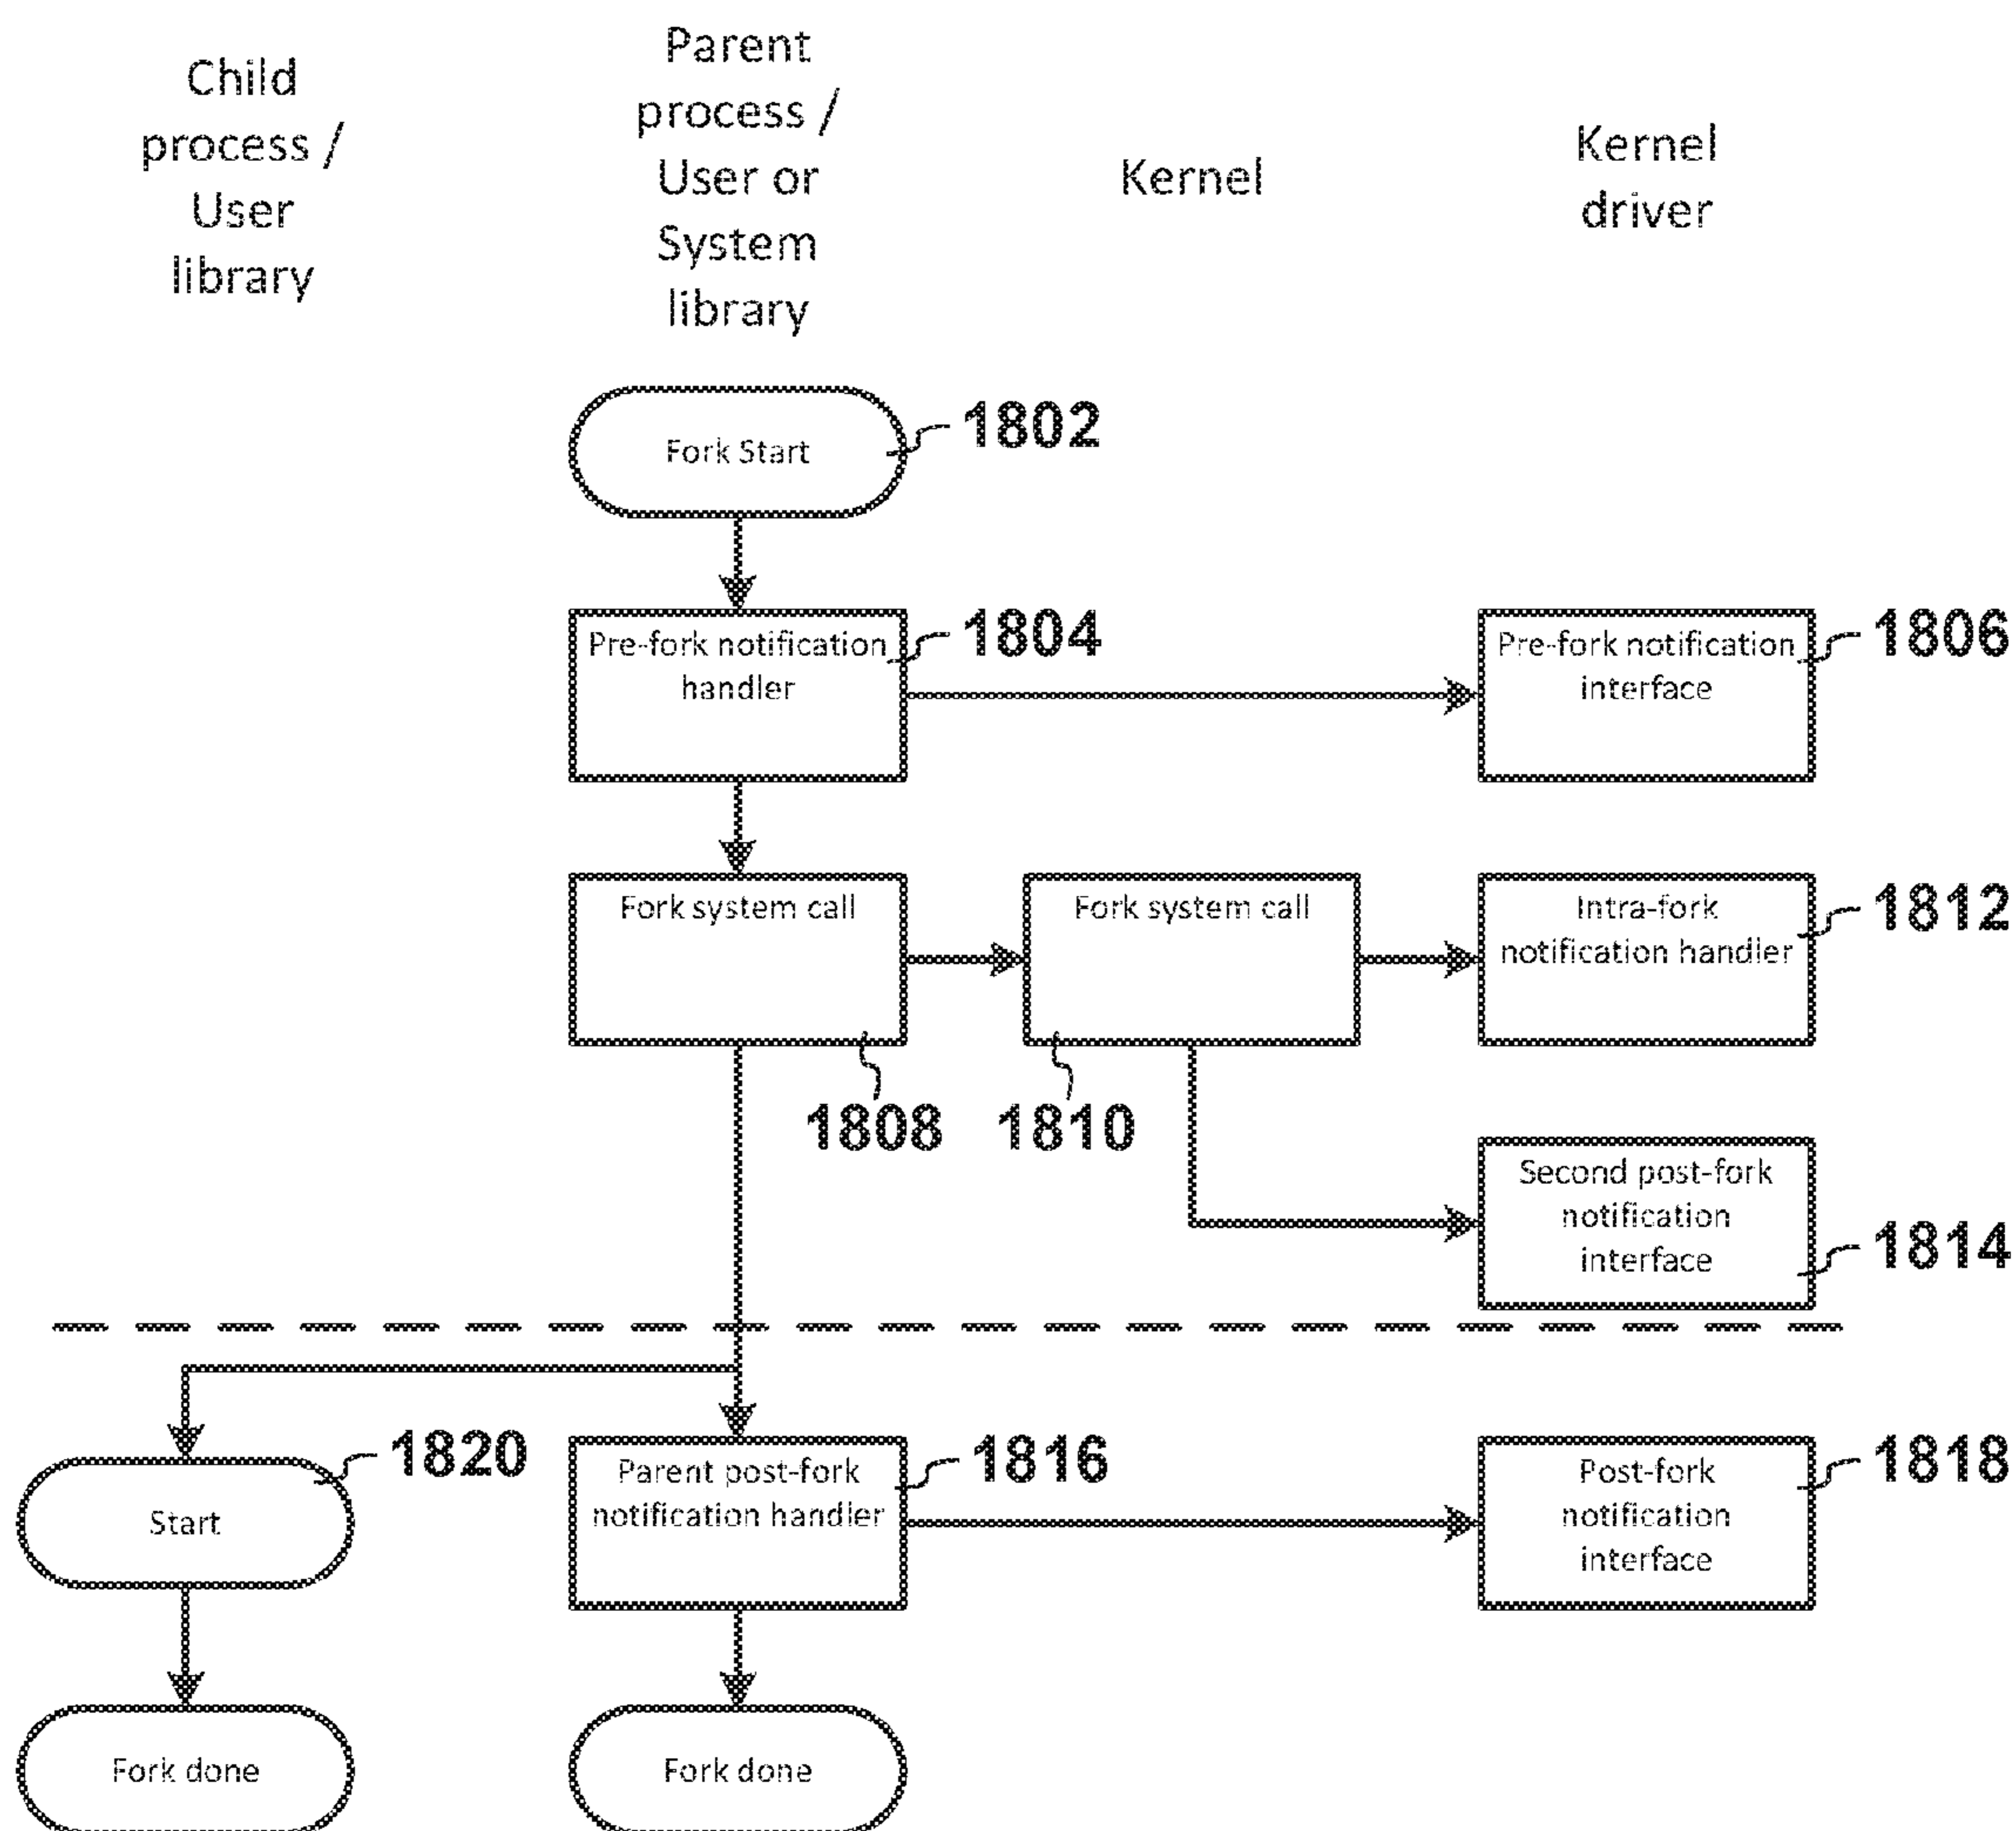 Child
process /
User
library
Parent
process /
User or
System
library
Kernel
Kernel
driver
Fork Start
1802
Pre-fork notification
handler
1804
Pre-fork notification
interface
1806
Fork system call
1808
Fork system call
1810
Intra-fork
notification handler
1812
Second post-fork
notification
interface
1814
Start
1820
Parent post-fork
notification handler
1816
Post-fork
notification
interface
1818
Fork done
Fork done